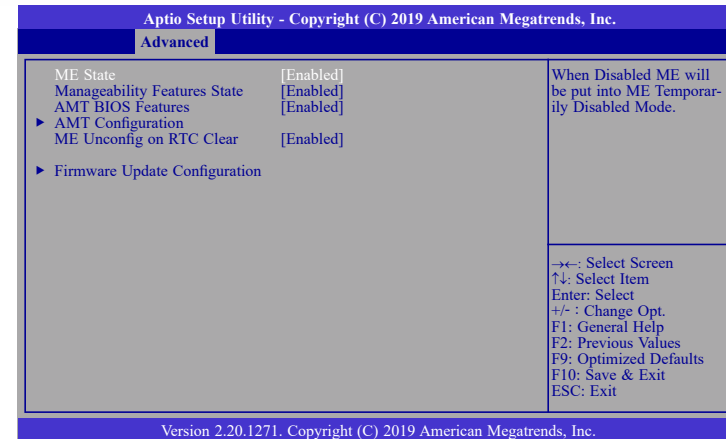 Aptio Setup Utility - Copyright (C) 2019 American Megatrends, Inc.
Advanced
ME State [Enabled]
Manageability Features State [Enabled]
AMT BIOS Features [Enabled]
▶ AMT Configuration
ME Unconfig on RTC Clear [Enabled]
▶ Firmware Update Configuration
When Disabled ME will
be put into ME Temporar-
ily Disabled Mode.
→←: Select Screen
↑↓: Select Item
Enter: Select
+/- : Change Opt.
F1: General Help
F2: Previous Values
F9: Optimized Defaults
F10: Save & Exit
ESC: Exit
Version 2.20.1271. Copyright (C) 2019 American Megatrends, Inc.